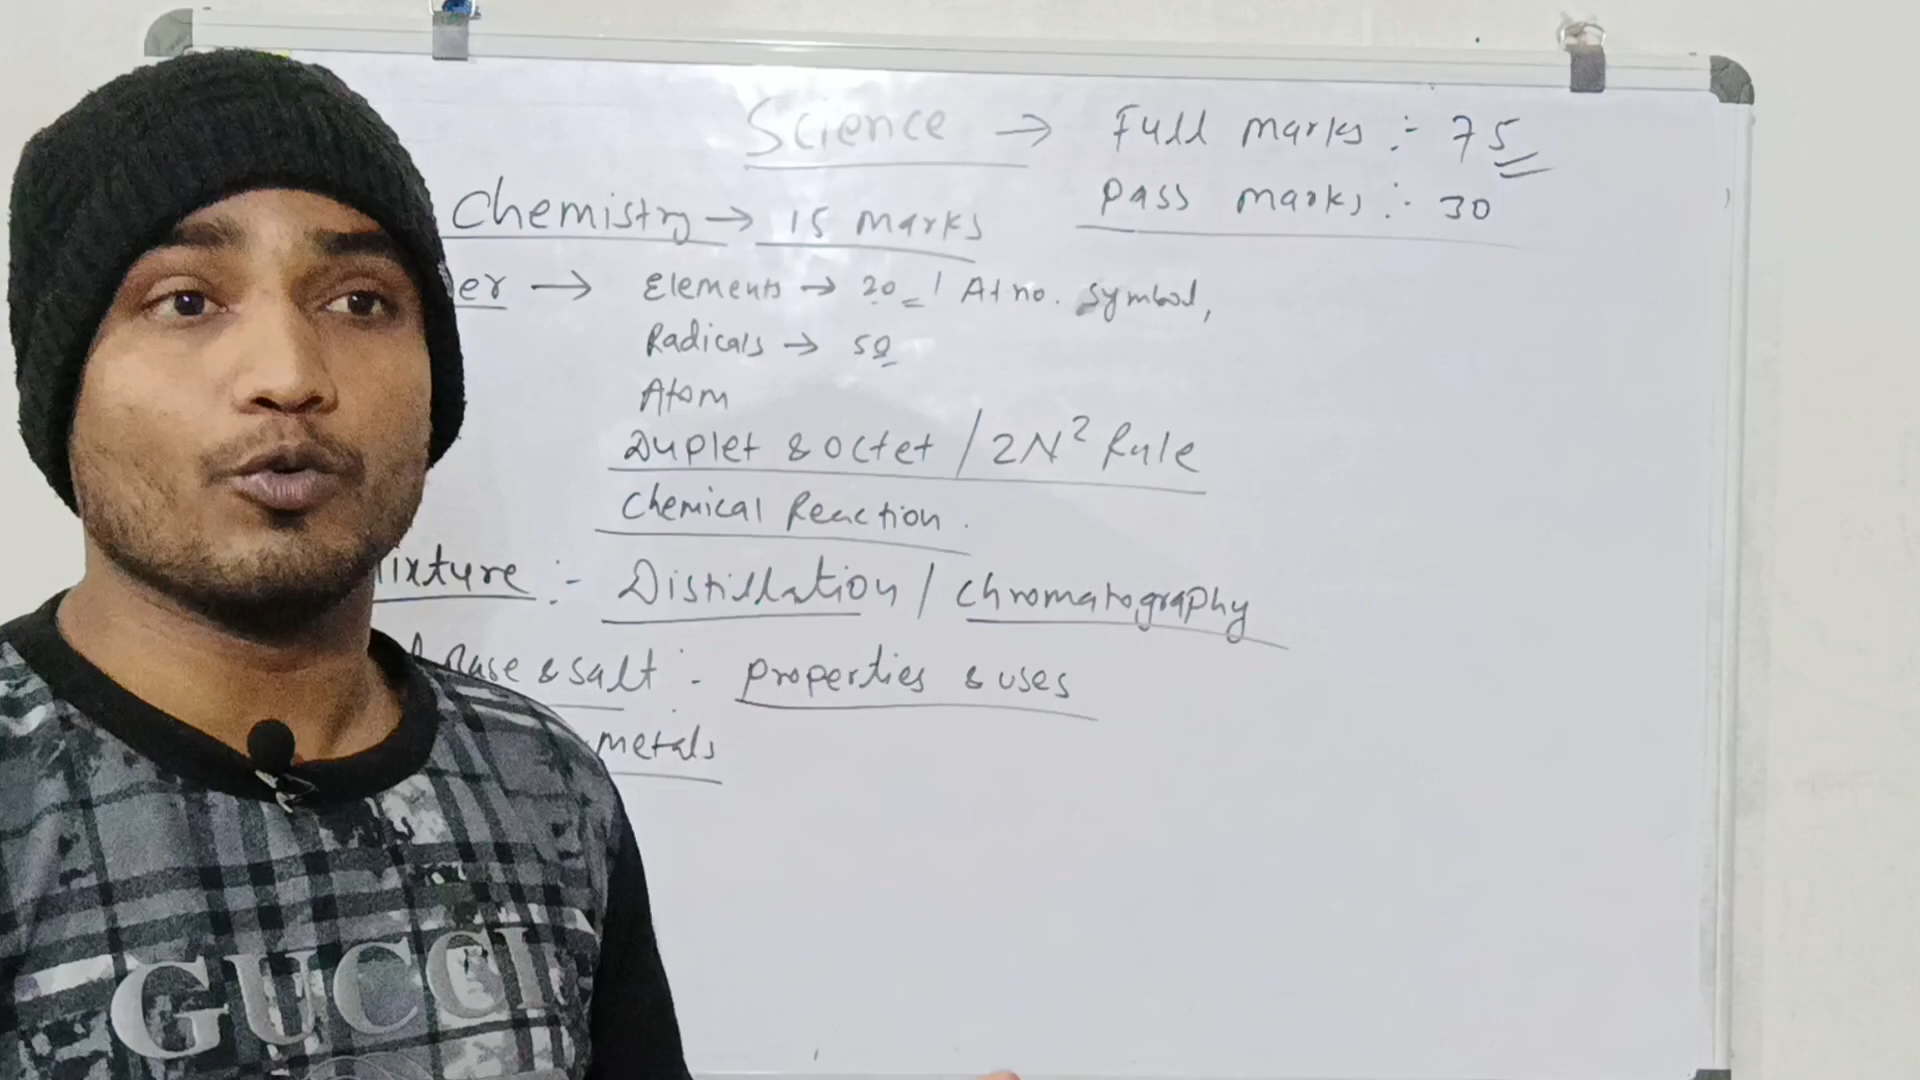 Science → Full marks :- 75
Pass marks :- 30
Chemistry → 15 marks
er → Elements → 20 / At no. Symbol,
Radicals → 50
Atom
Duplet & Octet / 2N² Rule
Chemical Reaction.
ixture :- Distillation / chromatography
Base & salt :- properties & uses
metals
GUCCI